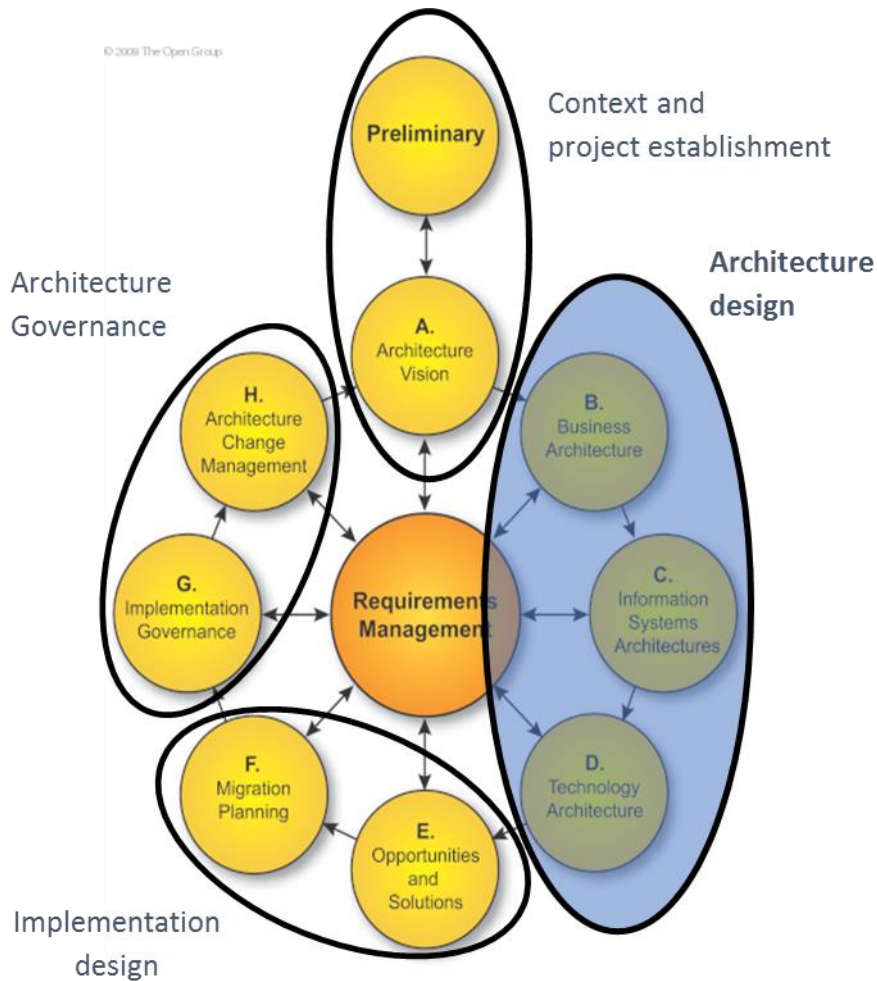 © 2008 The Open Group
Preliminary
Context and
project establishment
Architecture
design
Architecture
Governance
A.
Architecture
Vision
H.
Architecture
Change
Management
B.
Business
Architecture
G.
Implementation
Governance
Requirements
Management
C.
Information
Systems
Architectures
F.
Migration
Planning
D.
Technology
Architecture
E.
Opportunities
and
Solutions
Implementation
design